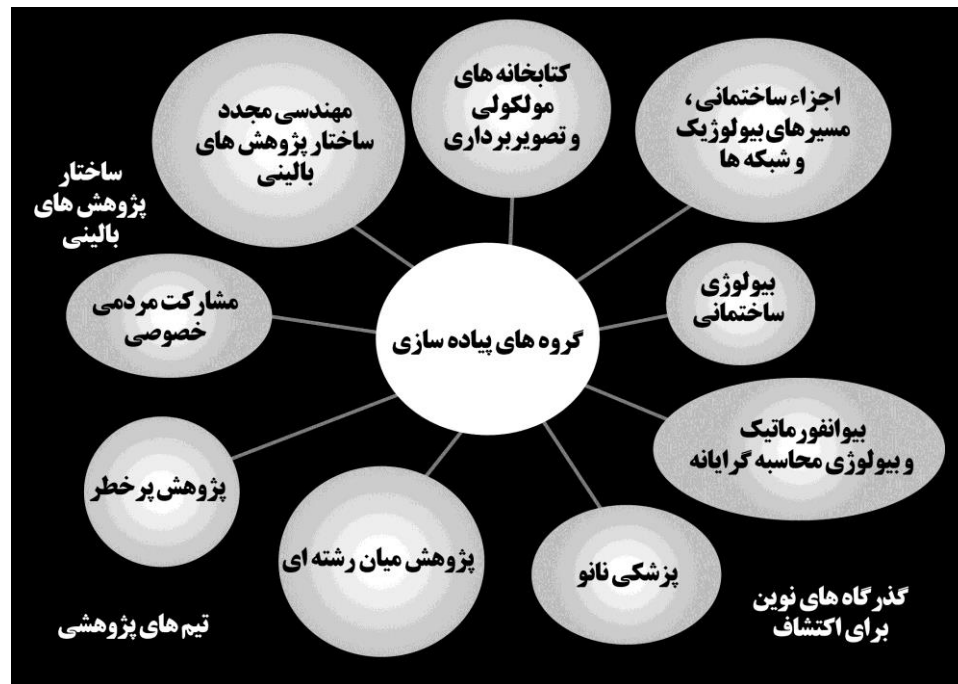 اجزاء ساختمانی ،
مسیرهای بیولوژیک
و شبکه ها
کتابخانه های
مولکولی
و تصویربرداری
مهندسی مجدد
ساختار پژوهش های
بالینی
ساختار
پژوهش های
بالینی
بیولوژی
ساختمانی
مشارکت مردمی
خصوصی
گروه های پیاده سازی
بیوانفورماتیک
و بیولوژی محاسبه گرایانه
پژوهش پرخطر
پژوهش میان رشته ای
پزشکی نانو
گذرگاه های نوین
برای اکتشاف
تیم های پژوهشی